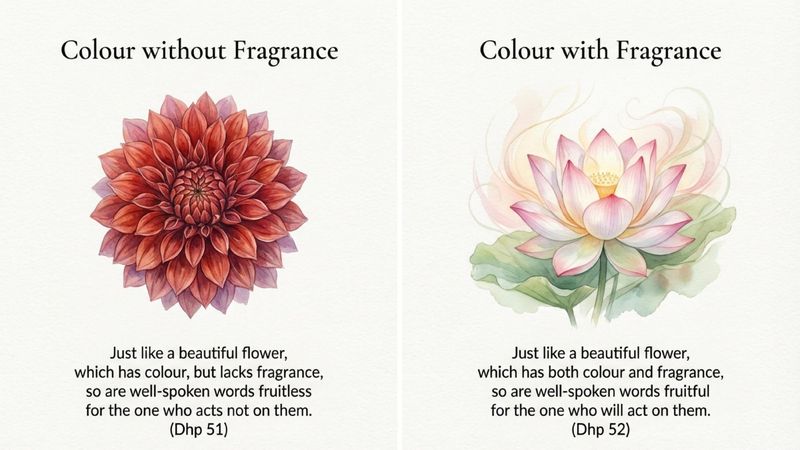 Colour without Fragrance
Just like a beautiful flower,
which has colour, but lacks fragrance,
so are well-spoken words fruitless
for the one who acts not on them.
(Dhp 51)
Colour with Fragrance
Just like a beautiful flower,
which has both colour and fragrance,
so are well-spoken words fruitful
for the one who will act on them.
(Dhp 52)